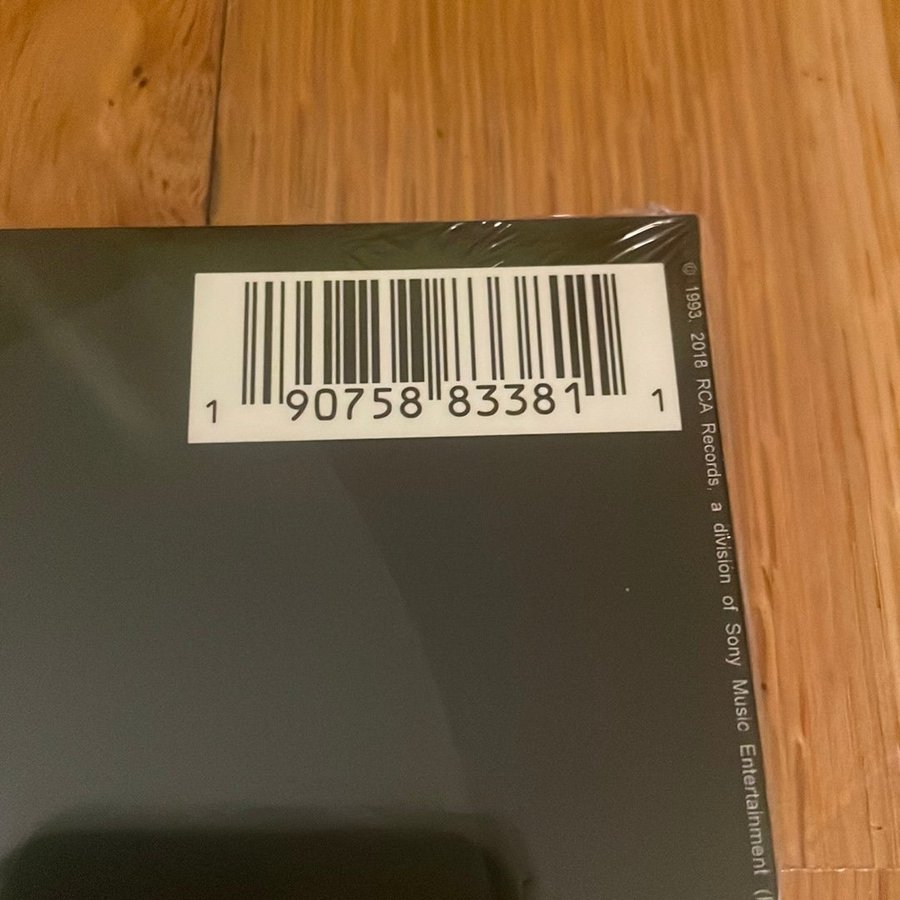 1 90758 83381 1
© 1993, 2018 RCA Records, a division of Sony Music Entertainment (